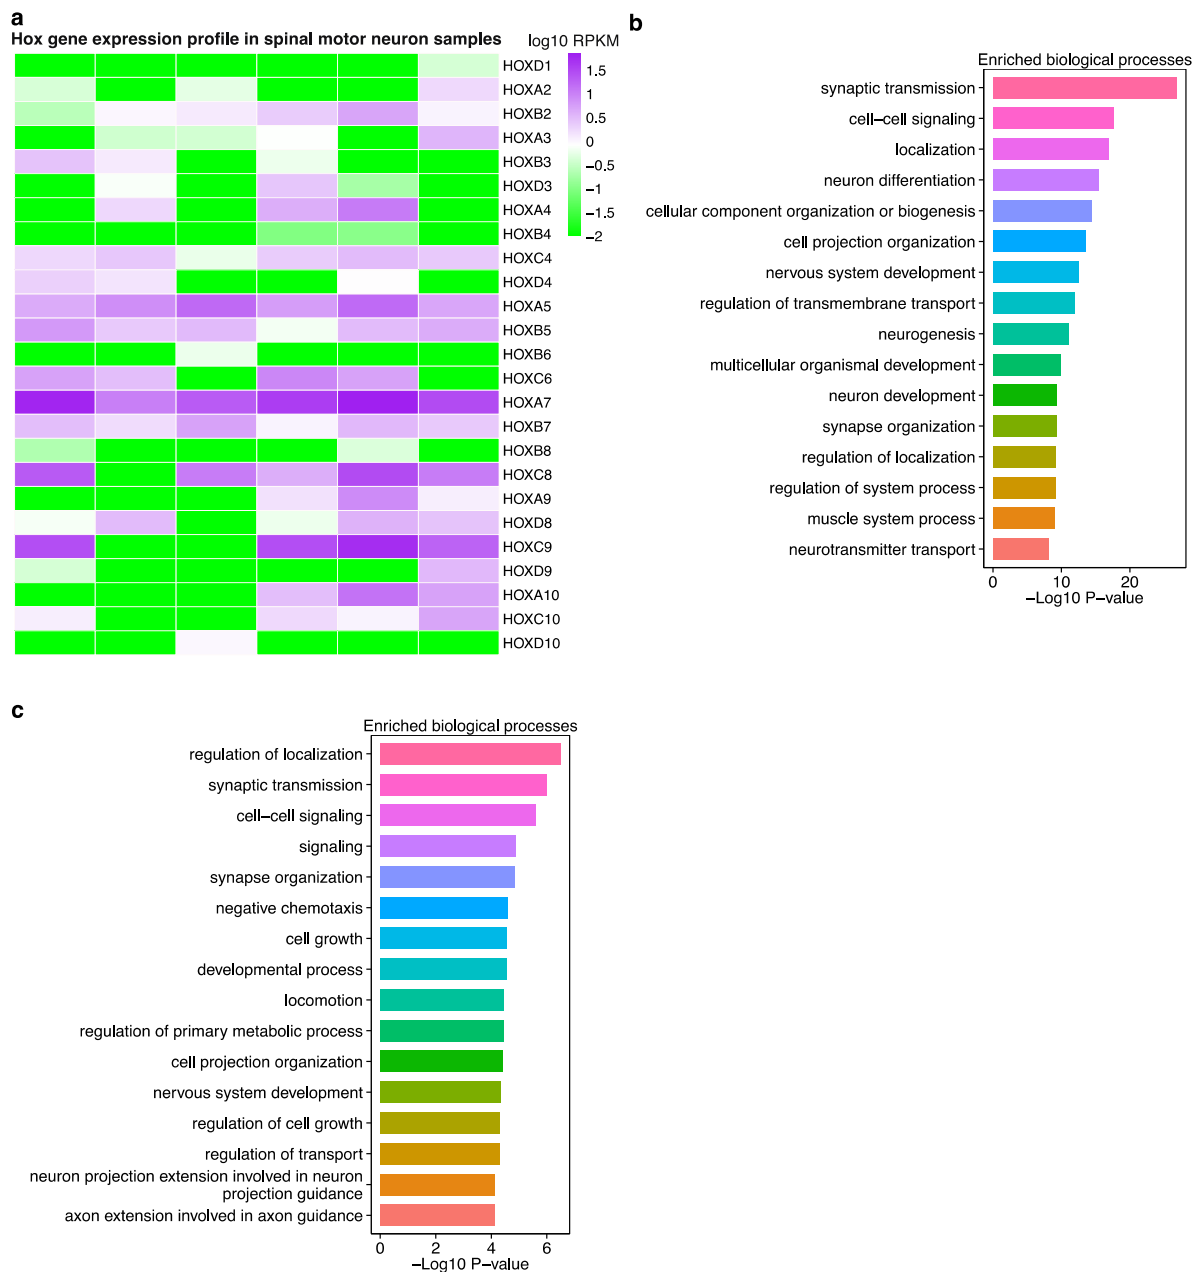 a
Hox gene expression profile in spinal motor neuron samples
log10 RPKM
1.5
1
0.5
0
−0.5
−1
−1.5
−2
HOXD1
HOXA2
HOXB2
HOXA3
HOXB3
HOXD3
HOXA4
HOXB4
HOXC4
HOXD4
HOXA5
HOXB5
HOXB6
HOXC6
HOXA7
HOXB7
HOXB8
HOXC8
HOXA9
HOXD8
HOXC9
HOXD9
HOXA10
HOXC10
HOXD10
b
Enriched biological processes
synaptic transmission
cell−cell signaling
localization
neuron differentiation
cellular component organization or biogenesis
cell projection organization
nervous system development
regulation of transmembrane transport
neurogenesis
multicellular organismal development
neuron development
synapse organization
regulation of localization
regulation of system process
muscle system process
neurotransmitter transport
0 10 20
−Log10 P−value
c
Enriched biological processes
regulation of localization
synaptic transmission
cell−cell signaling
signaling
synapse organization
negative chemotaxis
cell growth
developmental process
locomotion
regulation of primary metabolic process
cell projection organization
nervous system development
regulation of cell growth
regulation of transport
neuron projection extension involved in neuron
projection guidance
axon extension involved in axon guidance
0 2 4 6
−Log10 P−value